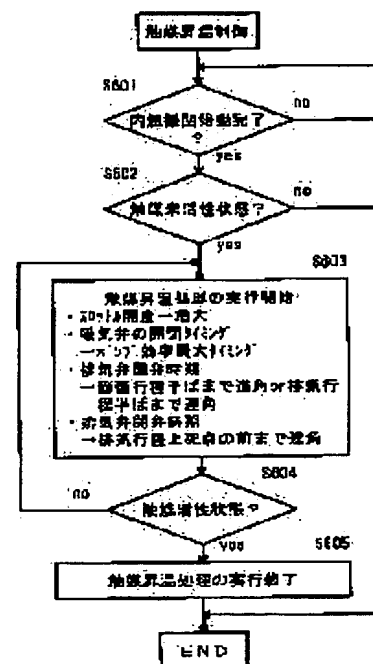 触媒昇温制御
S601
内燃機関始動完了
?
no
yes
S602
触媒未活性状態?
no
yes
S603
触媒昇温処理の実行開始
・スロットル開度→増大
・吸気弁の開閉タイミング
→ポンプ効率最大タイミング
・排気弁開弁時期
→膨張行程半ばまで進角or排気行
程半ばまで遅角
・排気弁閉弁時期
→排気行程上死点の前まで進角
S604
触媒活性状態?
no
yes
S605
触媒昇温処理の実行終了
END